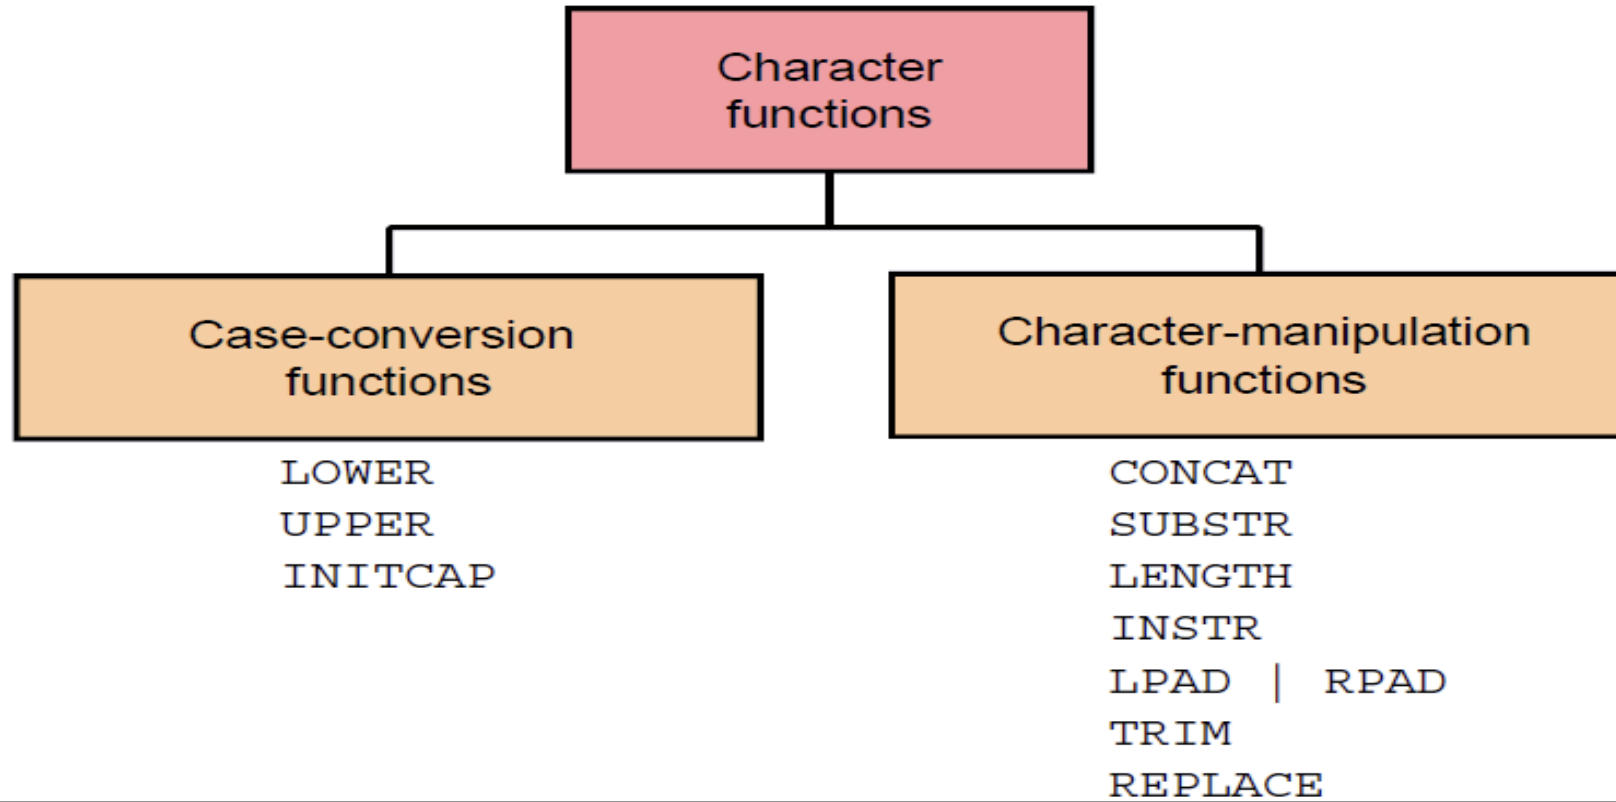 Character
functions
Case-conversion
functions
LOWER
UPPER
INITCAP
Character-manipulation
functions
CONCAT
SUBSTR
LENGTH
INSTR
LPAD | RPAD
TRIM
REPLACE